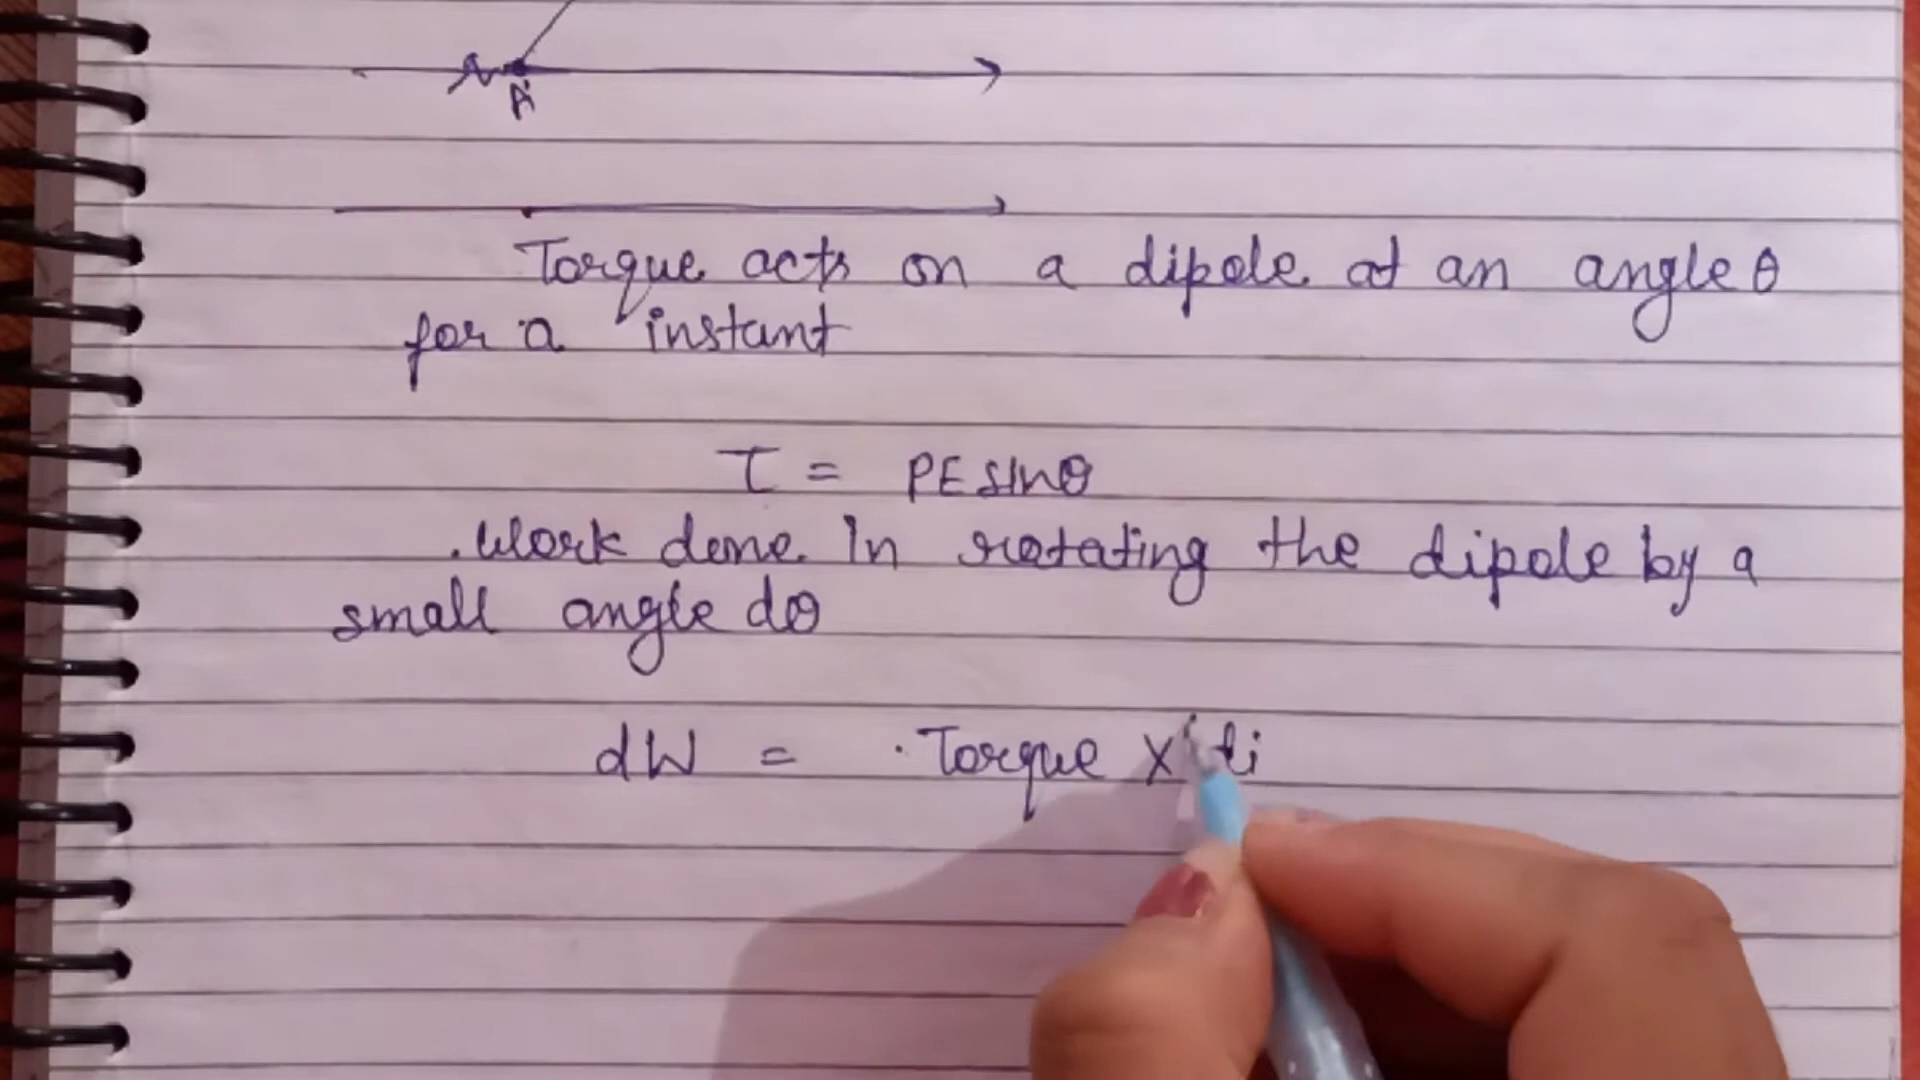 A
Torque acts on a dipole at an angle θ
for a instant
τ = PE sinθ
.Work done In rotating the dipole by a
small angle dθ
dW = .Torque X di